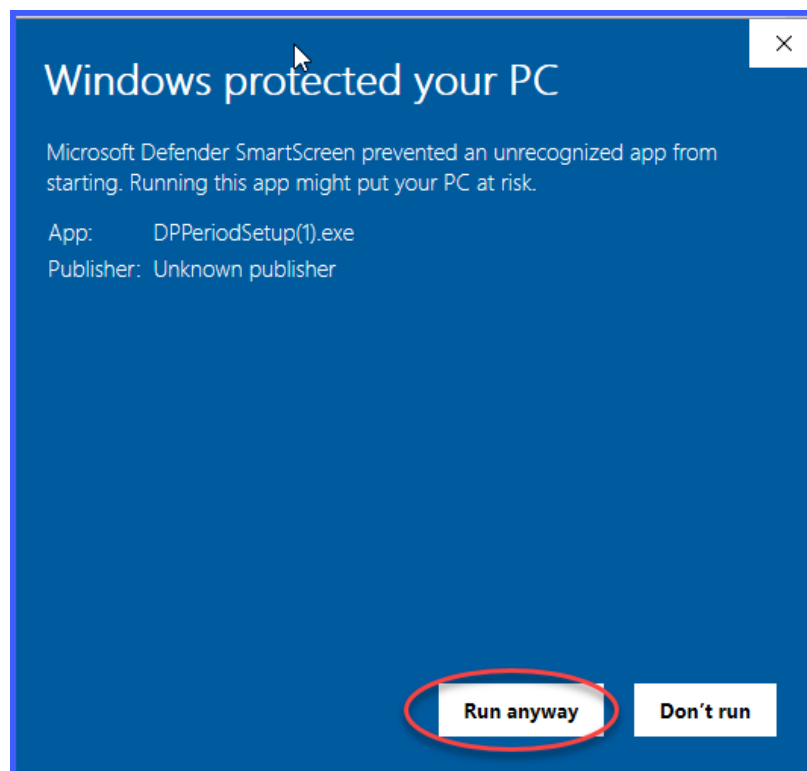 Windows protected your PC
Microsoft Defender SmartScreen prevented an unrecognized app from
starting. Running this app might put your PC at risk.
App: DPPeriodSetup(1).exe
Publisher: Unknown publisher
Run anyway Don't run